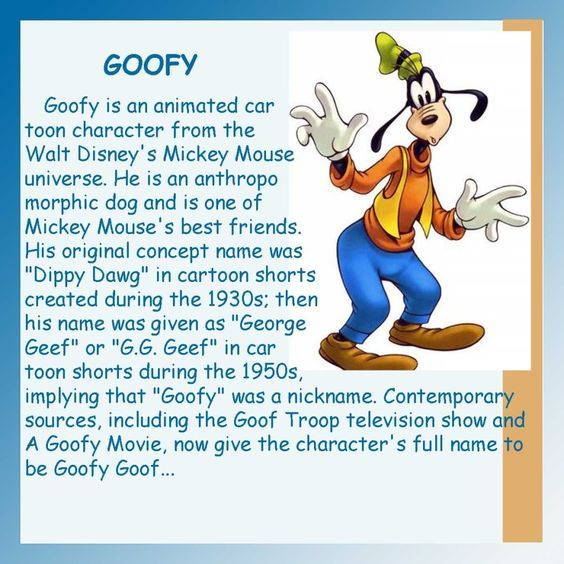 GOOFY
Goofy is an animated car
toon character from the
Walt Disney's Mickey Mouse
universe. He is an anthropo
morphic dog and is one of
Mickey Mouse's best friends.
His original concept name was
"Dippy Dawg" in cartoon shorts
created during the 1930s; then
his name was given as "George
Geef" or "G.G. Geef" in car
toon shorts during the 1950s,
implying that "Goofy" was a nickname. Contemporary
sources, including the Goof Troop television show and
A Goofy Movie, now give the character's full name to
be Goofy Goof...